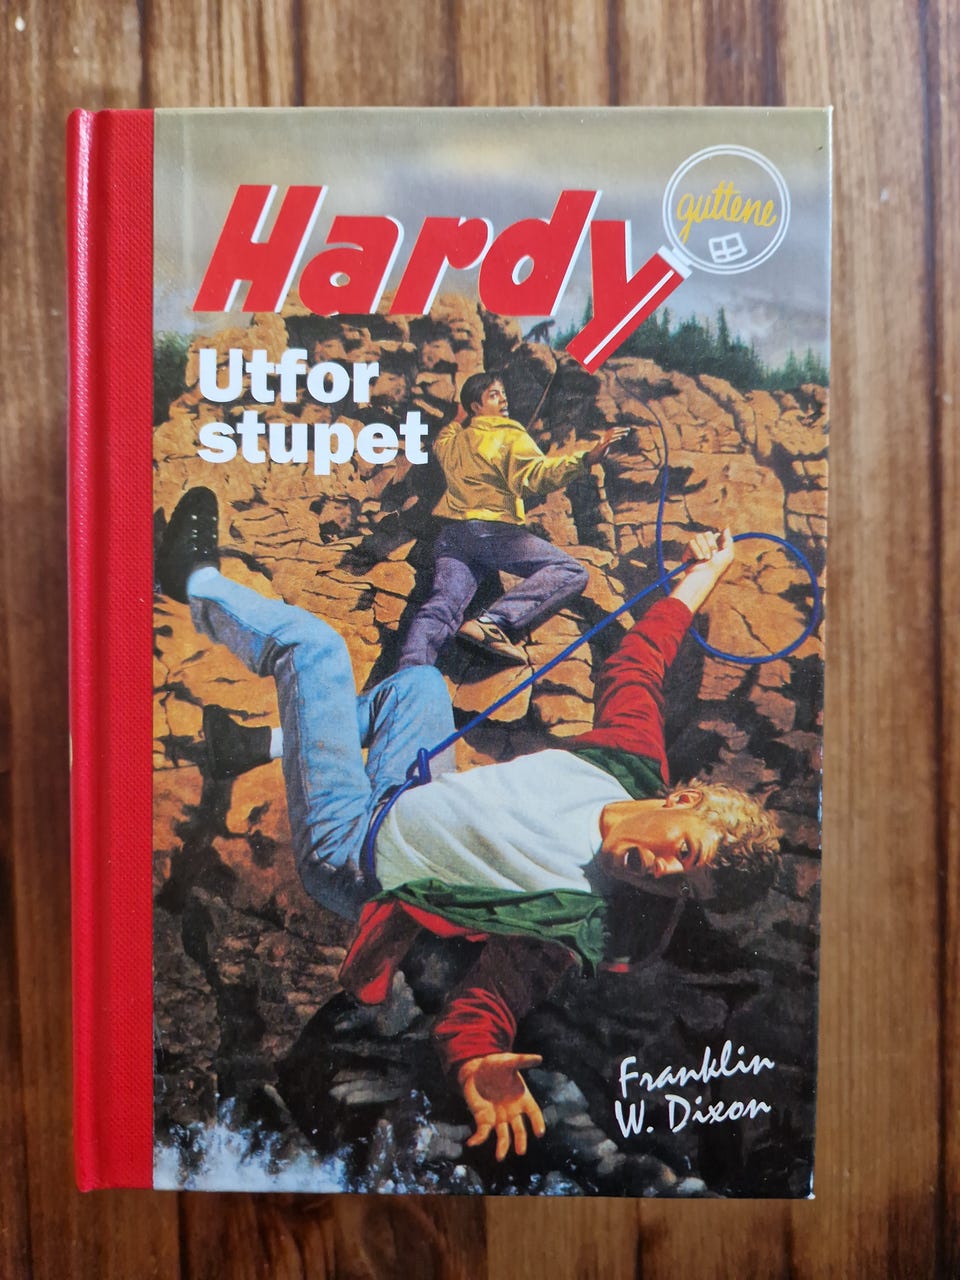 Hardy
guttene
Utfor
stupet
Franklin
W. Dixon